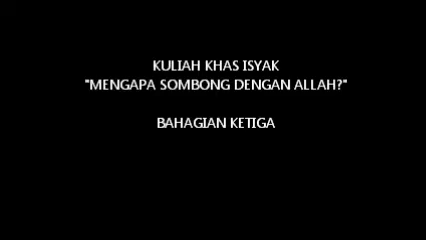 KULIAH KHAS ISYAK
"MENGAPA SOMBONG DENGAN ALLAH?"
BAHAGIAN KETIGA